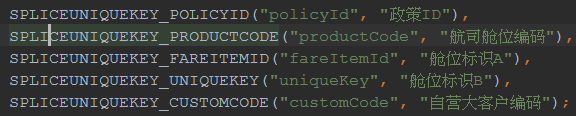 SPLICEUNIQUEKEY_POLICYID("policyId", "政策ID"),
SPLICEUNIQUEKEY_PRODUCTCODE("productCode", "航司舱位编码"),
SPLICEUNIQUEKEY_FAREITEMID("fareItemId", "舱位标识A"),
SPLICEUNIQUEKEY_UNIQUEKEY("uniqueKey", "舱位标识B"),
SPLICEUNIQUEKEY_CUSTOMCODE("customCode", "自营大客户编码");